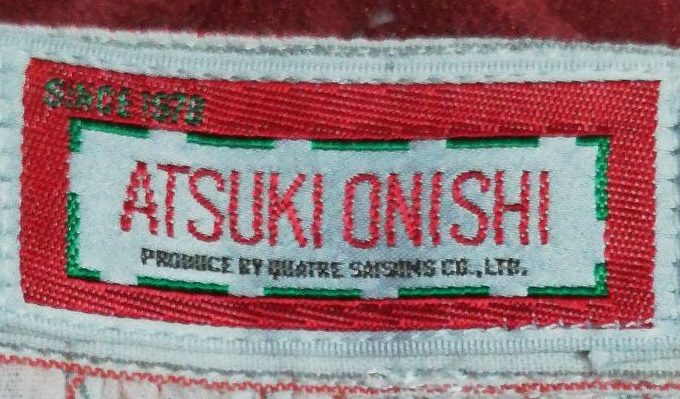 SINCE 1978
ATSUKI ONISHI
PRODUCE BY QUATRE SAISONS CO., LTD.